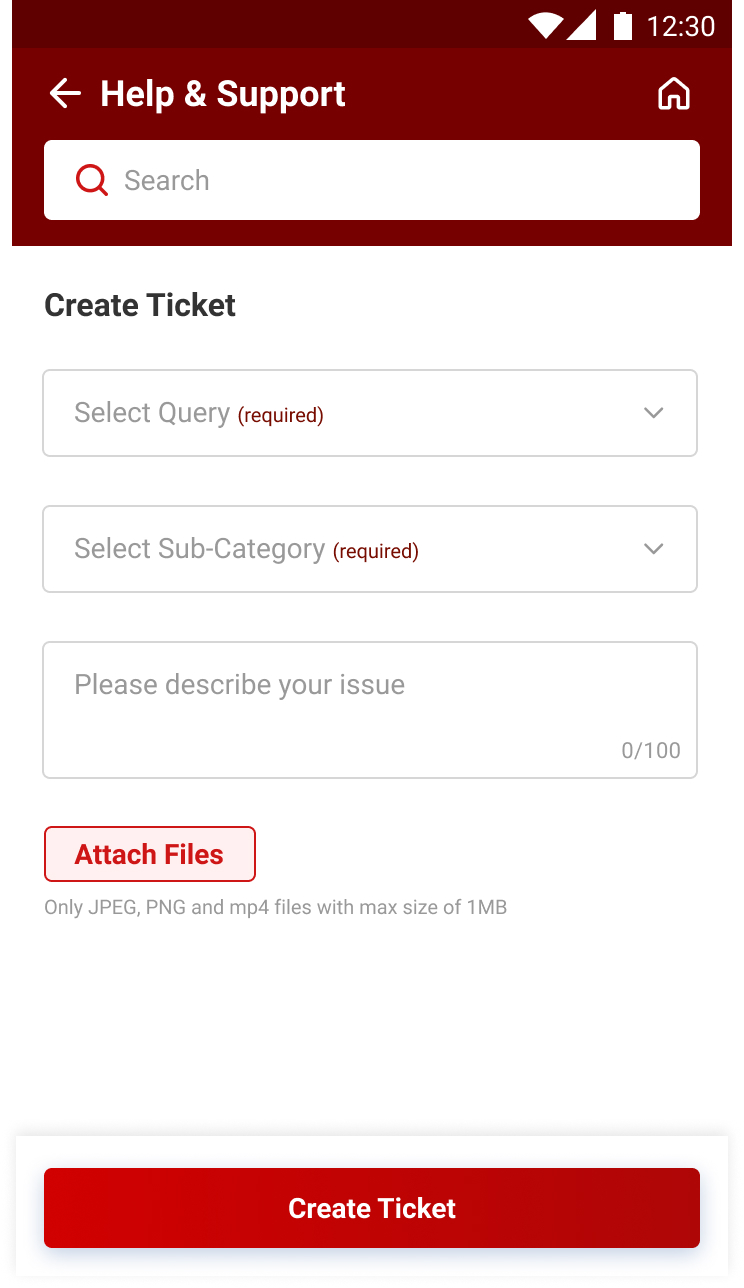 12:30
Help & Support
Search
Create Ticket
Select Query (required)
Select Sub-Category (required)
Please describe your issue
0/100
Attach Files
Only JPEG, PNG and mp4 files with max size of 1MB
Create Ticket